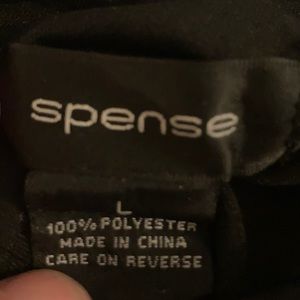 spense
L
100% POLYESTER
MADE IN CHINA
CARE ON REVERSE